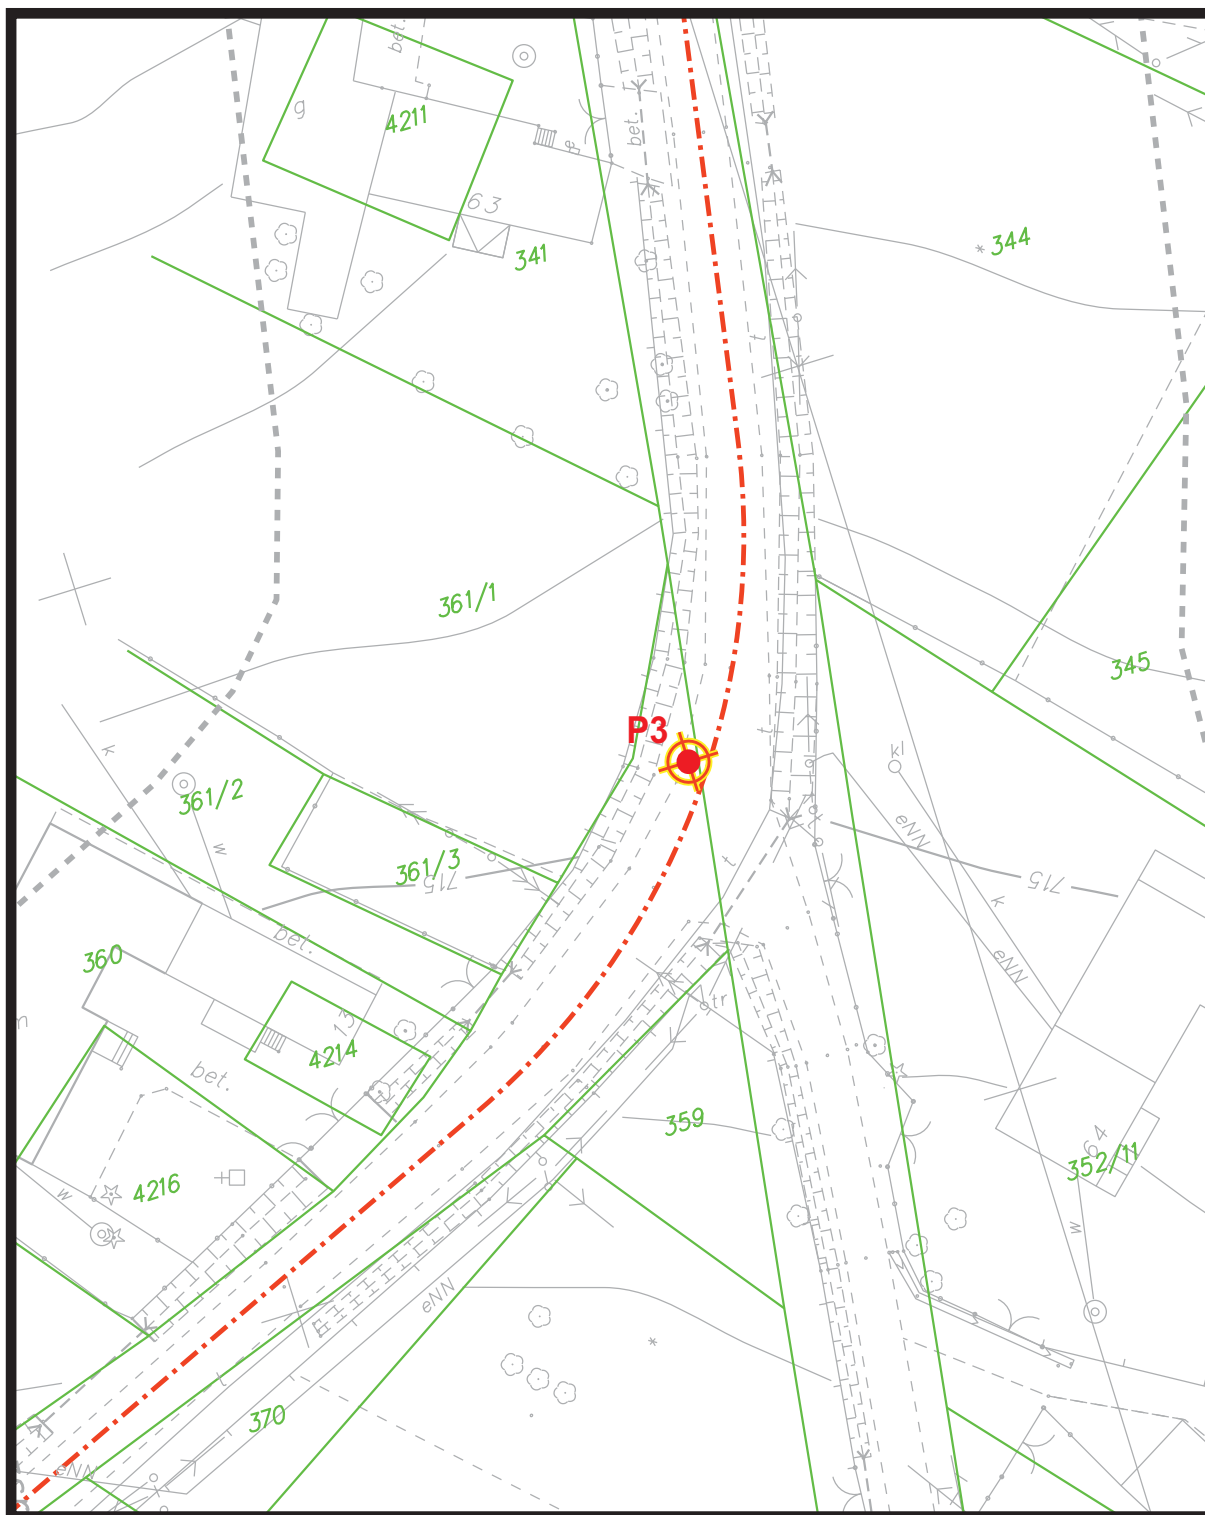 bet.
g
4211
bet.
63
341
344
t
361/1
345
P3
k
361/2
w
t
kl
eNN
361/3
715
t
715
k
bet.
360
eNN
tr
m
13
4214
bet.
359
64
352/11
4216
w
w
eNN
370
eNN